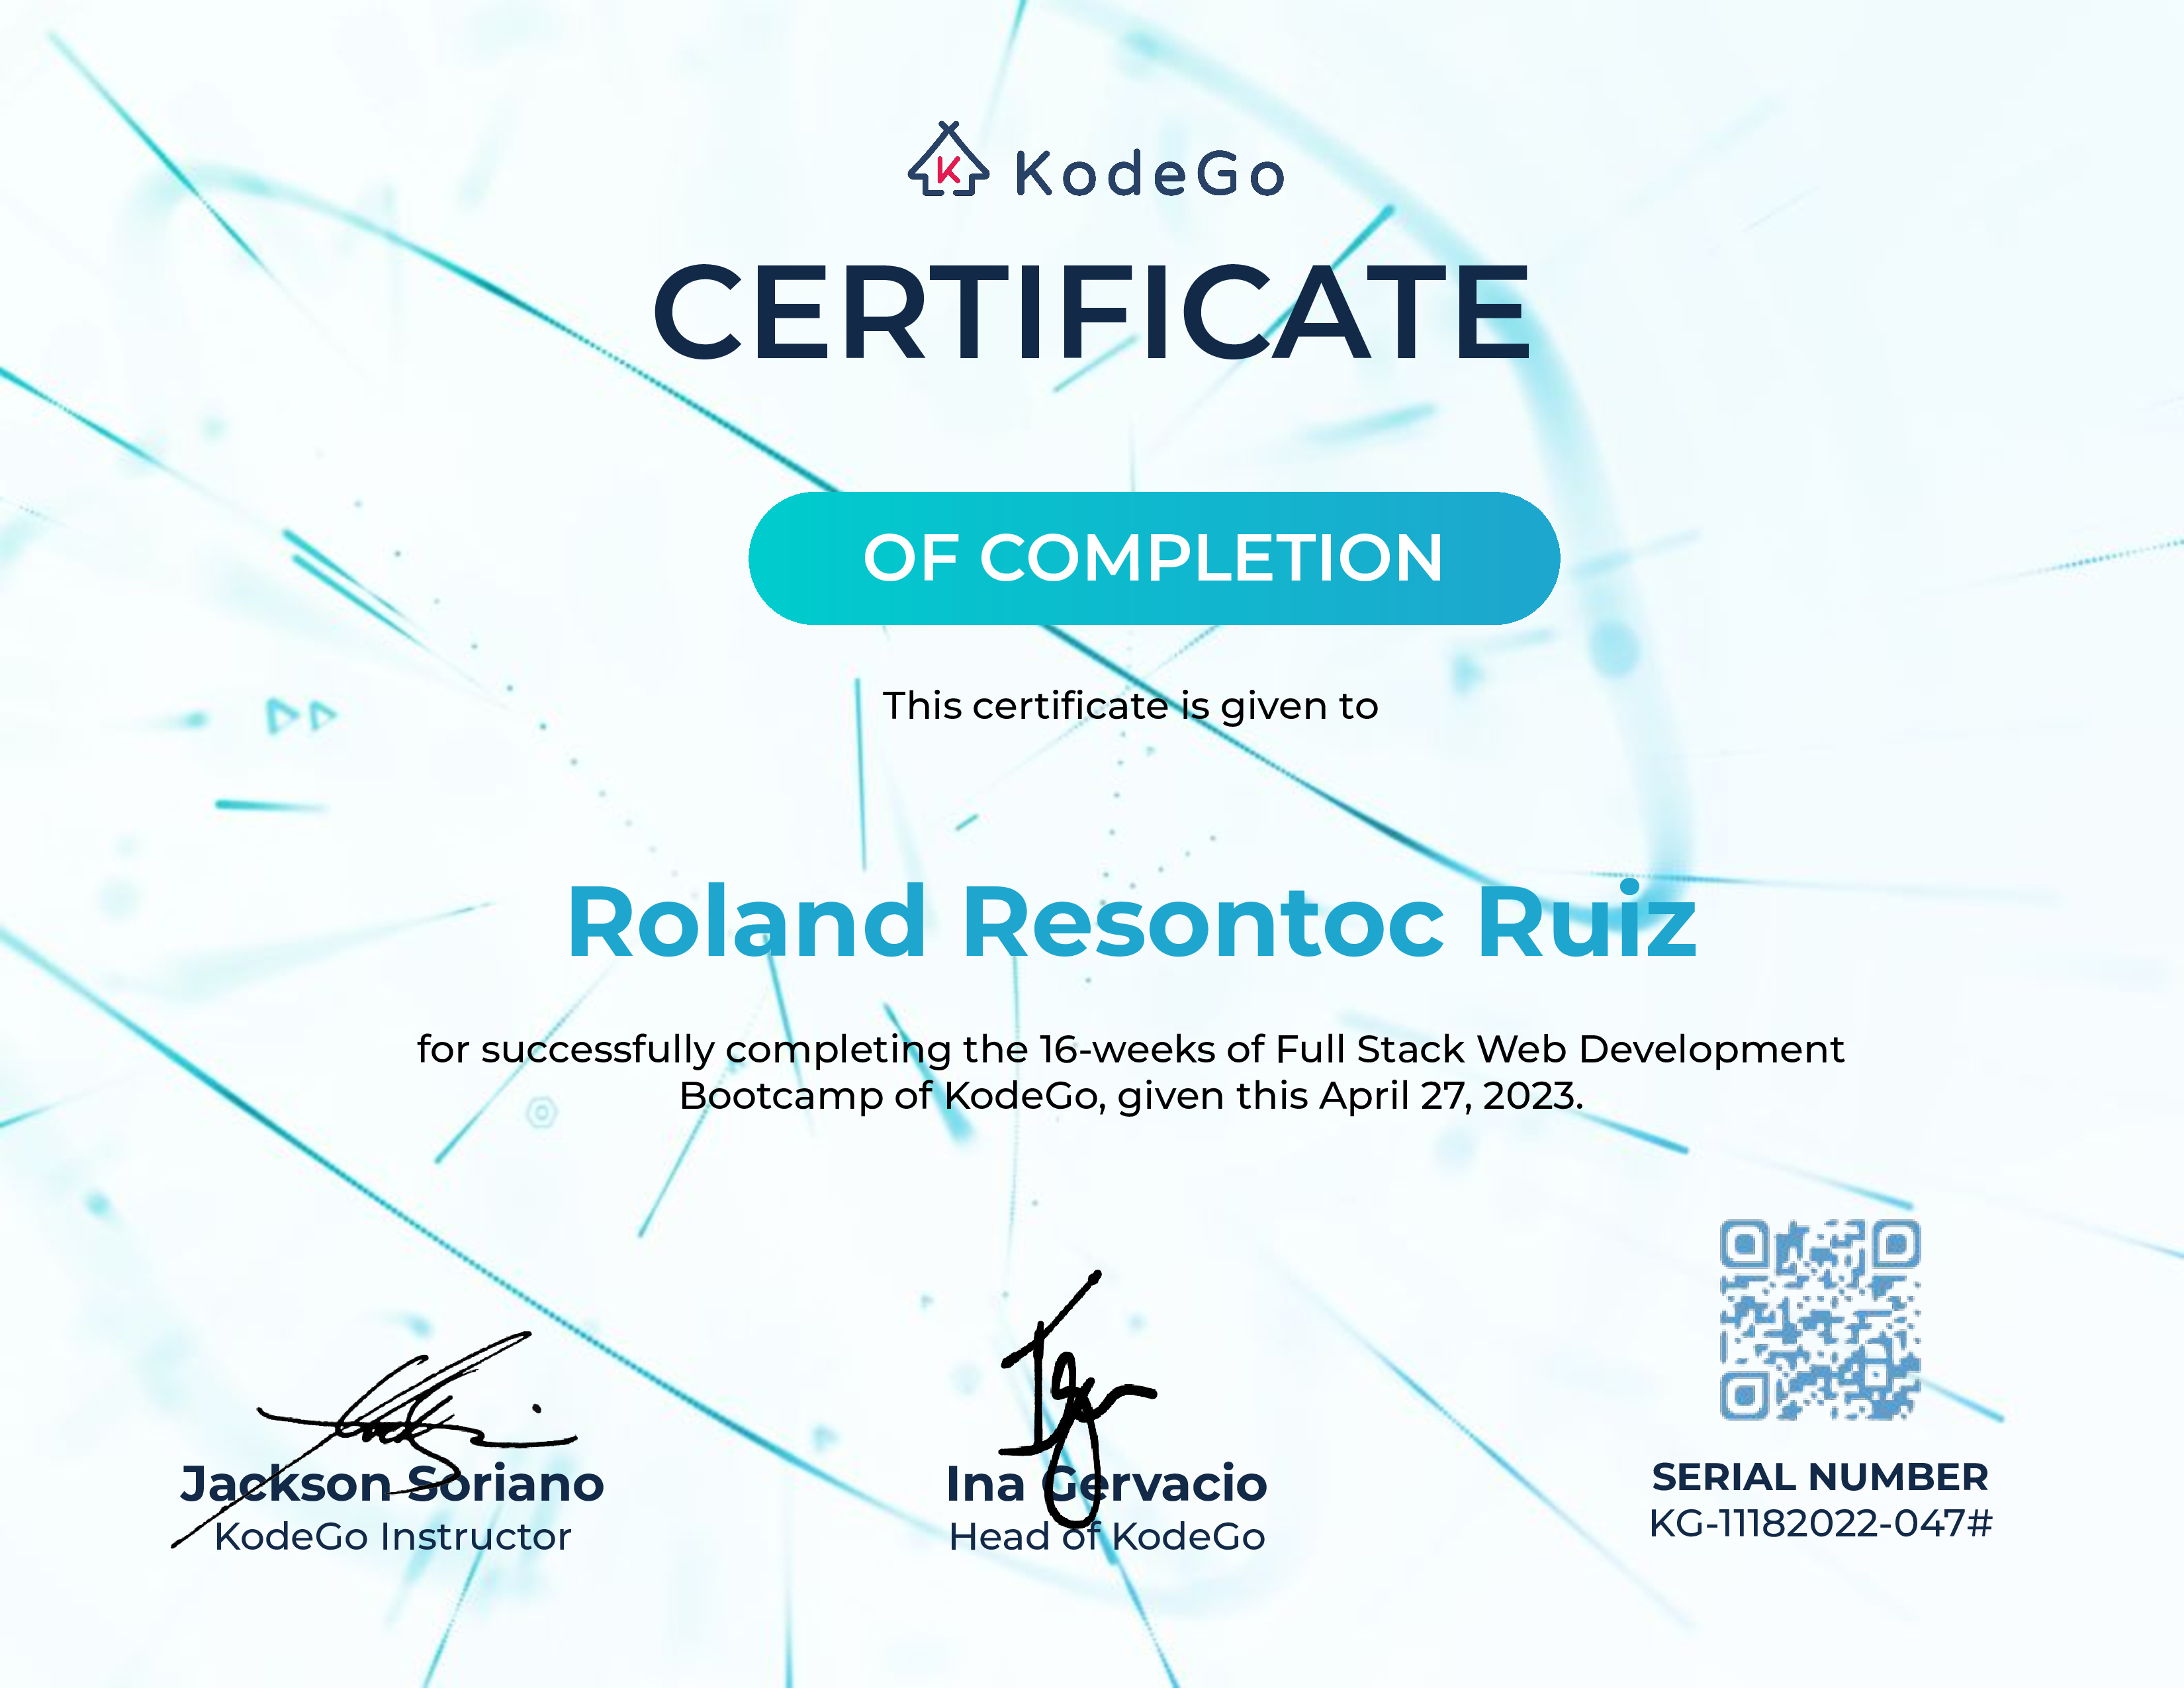 KodeGo
CERTIFICATE
OF COMPLETION
This certificate is given to
Roland Resontoc Ruiz
for successfully completing the 16-weeks of Full Stack Web Development
Bootcamp of KodeGo, given this April 27, 2023.
Jackson Soriano
KodeGo Instructor
Ina Gervacio
Head of KodeGo
SERIAL NUMBER
KG-11182022-047#